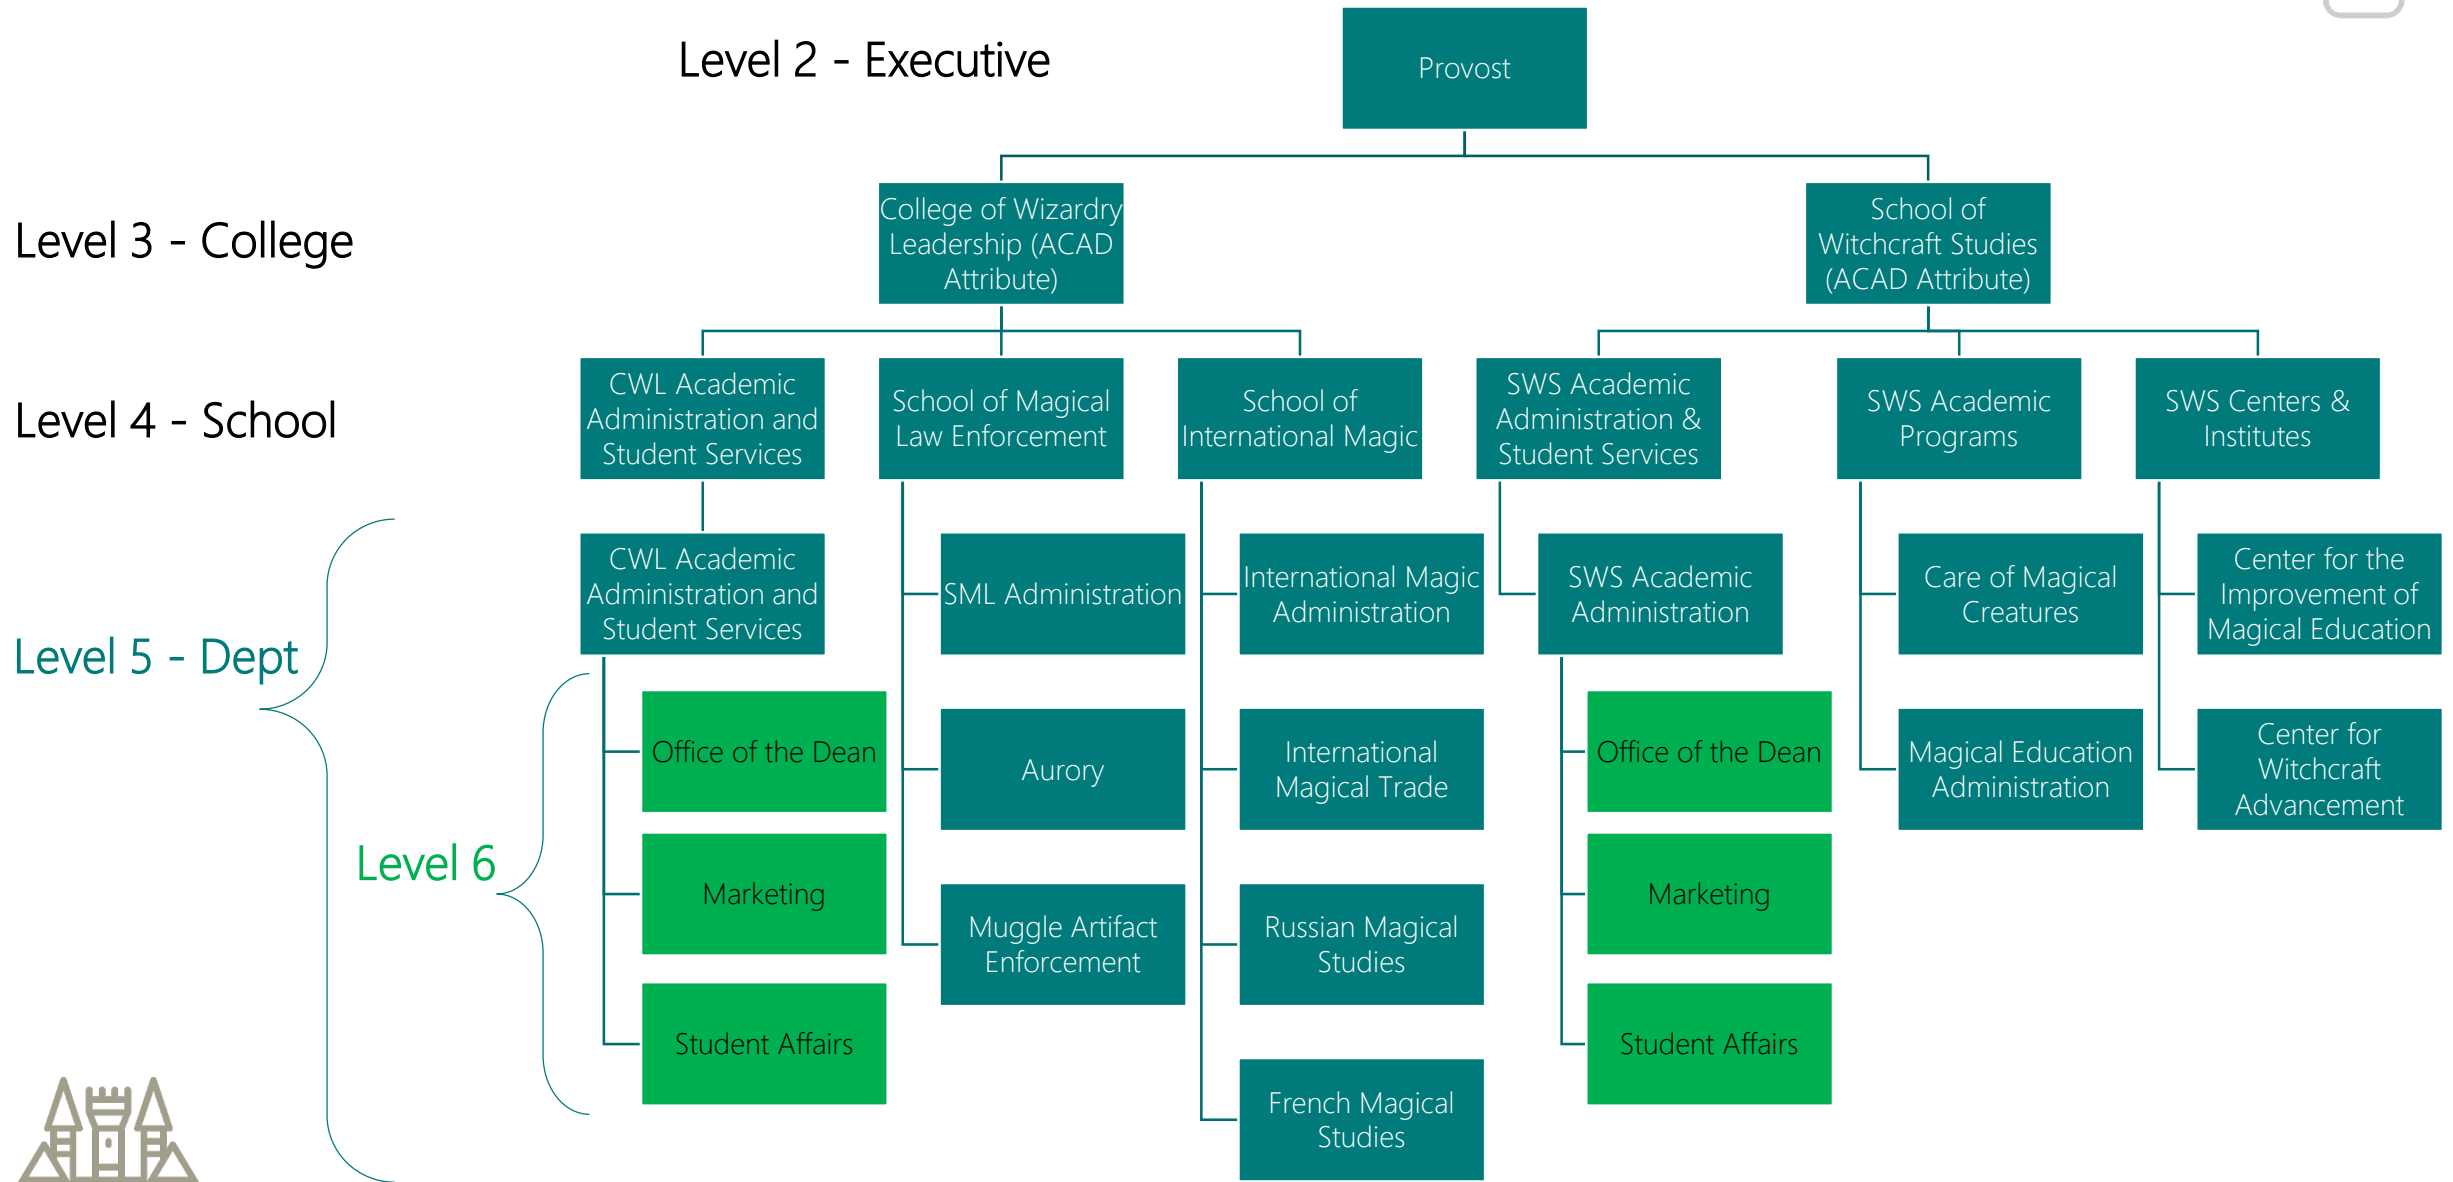 Level 2 - Executive
Provost
Level 3 - College
College of Wizardry
Leadership (ACAD
Attribute)
School of
Witchcraft Studies
(ACAD Attribute)
Level 4 - School
CWL Academic
Administration and
Student Services
School of Magical
Law Enforcement
School of
International Magic
SWS Academic
Administration &
Student Services
SWS Academic
Programs
SWS Centers &
Institutes
Level 5 - Dept
CWL Academic
Administration and
Student Services
SML Administration
International Magic
Administration
SWS Academic
Administration
Care of Magical
Creatures
Center for the
Improvement of
Magical Education
Level 6
Office of the Dean
Aurory
International
Magical Trade
Office of the Dean
Magical Education
Administration
Center for
Witchcraft
Advancement
Marketing
Muggle Artifact
Enforcement
Russian Magical
Studies
Marketing
Student Affairs
French Magical
Studies
Student Affairs